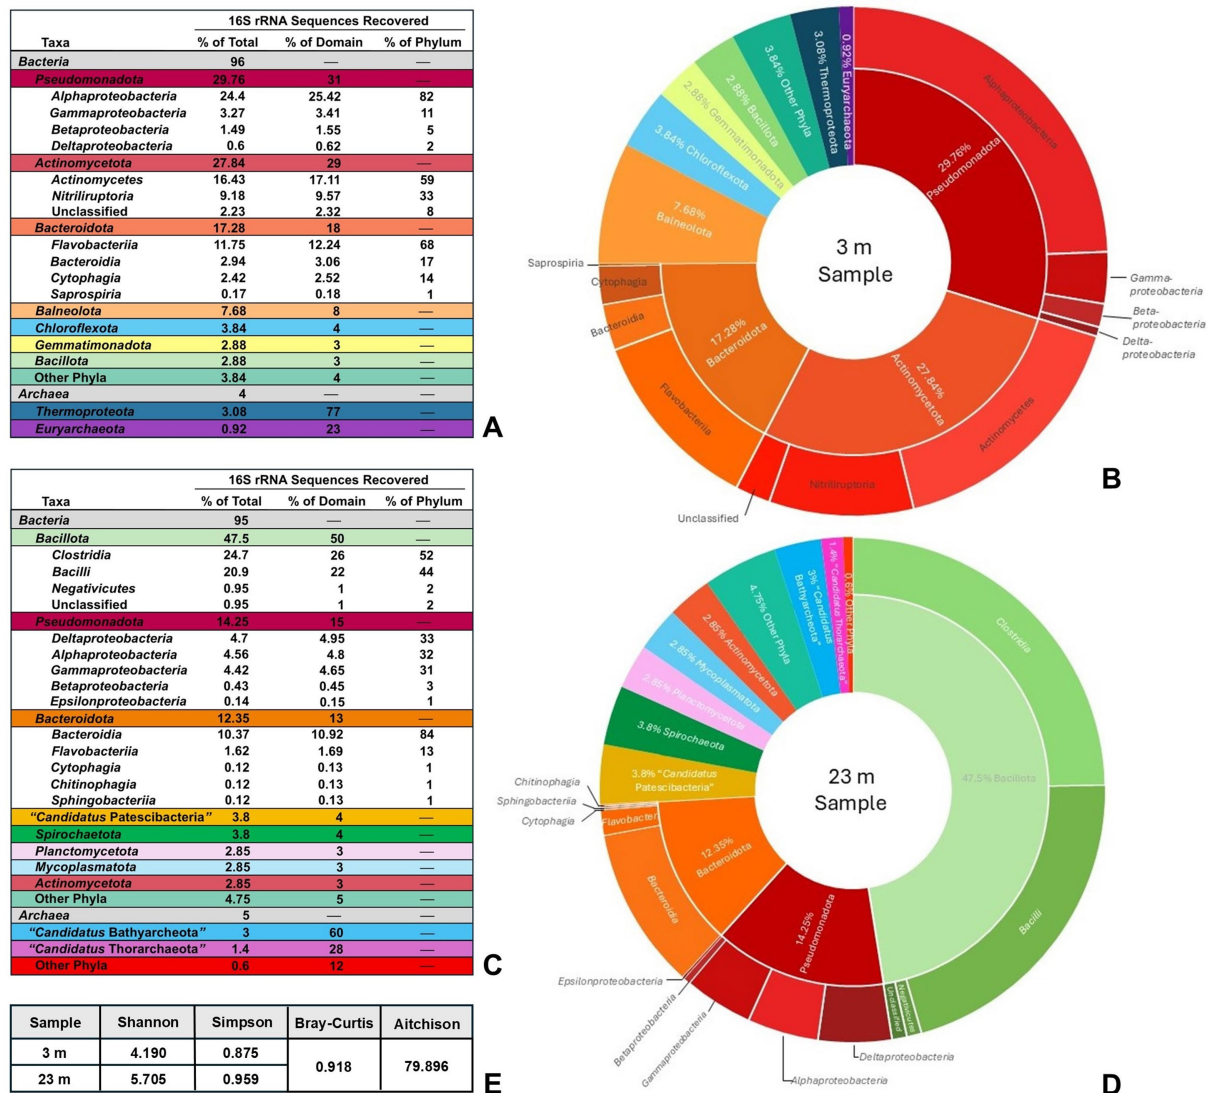 16S rRNA Sequences Recovered
Taxa % of Total % of Domain % of Phylum
Bacteria 96 — —
Pseudomonadota 29.76 31 —
Alphaproteobacteria 24.4 25.42 82
Gammaproteobacteria 3.27 3.41 11
Betaproteobacteria 1.49 1.55 5
Deltaproteobacteria 0.6 0.62 2
Actinomycetota 27.84 29 —
Actinomycetes 16.43 17.11 59
Nitriliruptoria 9.18 9.57 33
Unclassified 2.23 2.32 8
Bacteroidota 17.28 18 —
Flavobacteriia 11.75 12.24 68
Bacteroidia 2.94 3.06 17
Cytophagia 2.42 2.52 14
Saprospiria 0.17 0.18 1
Balneolota 7.68 8 —
Chloroflexota 3.84 4 —
Gemmatimonadota 2.88 3 —
Bacillota 2.88 3 —
Other Phyla 3.84 4 —
Archaea 4 — —
Thermoproteota 3.08 77 —
Euryarchaeota 0.92 23 —
A
3 m
Sample
29.76%
Pseudomonadota
Alphaproteobacteria
Gamma-
proteobacteria
Beta-
proteobacteria
Delta-
proteobacteria
27.84%
Actinomycetota
Actinomycetes
Nitriliruptoria
Unclassified
17.28%
Bacteroidota
Flavobacteriia
Bacteroidia
Cytophagia
Saprospiria
7.68%
Balneolota
3.84% Chloroflexota
2.88% Gemmatimonadota
2.88% Bacillota
3.84% Other Phyla
3.08% Thermoproteota
0.92% Euryarchaeota
B
16S rRNA Sequences Recovered
Taxa % of Total % of Domain % of Phylum
Bacteria 95 — —
Bacillota 47.5 50 —
Clostridia 24.7 26 52
Bacilli 20.9 22 44
Negativicutes 0.95 1 2
Unclassified 0.95 1 2
Pseudomonadota 14.25 15 —
Deltaproteobacteria 4.7 4.95 33
Alphaproteobacteria 4.56 4.8 32
Gammaproteobacteria 4.42 4.65 31
Betaproteobacteria 0.43 0.45 3
Epsilonproteobacteria 0.14 0.15 1
Bacteroidota 12.35 13 —
Bacteroidia 10.37 10.92 84
Flavobacteriia 1.62 1.69 13
Cytophagia 0.12 0.13 1
Chitinophagia 0.12 0.13 1
Sphingobacteriia 0.12 0.13 1
“Candidatus Patescibacteria” 3.8 4 —
Spirochaetota 3.8 4 —
Planctomycetota 2.85 3 —
Mycoplasmatota 2.85 3 —
Actinomycetota 2.85 3 —
Other Phyla 4.75 5 —
Archaea 5 — —
“Candidatus Bathyarcheota” 3 60 —
“Candidatus Thorarchaeota” 1.4 28 —
Other Phyla 0.6 12 —
C
23 m
Sample
47.5% Bacillota
Clostridia
Bacilli
Negativicutes
Unclassified
14.25%
Pseudomonadota
Deltaproteobacteria
Alphaproteobacteria
Gammaproteobacteria
Betaproteobacteria
Epsilonproteobacteria
12.35%
Bacteroidota
Bacteroidia
Flavobacter
Cytophagia
Sphingobacteriia
Chitinophagia
3.8% “Candidatus
Patescibacteria”
3.8% Spirochaeota
2.85% Planctomycerota
2.85% Mycoplasmatota
2.85% Actinomycetota
4.75% Other Phyla
3% “Candidatus
Bathyarcheota”
1.4% “Candidatus Thorarchaeota”
0.6% Other Phyla
D
Sample Shannon Simpson Bray-Curtis Aitchison
3 m 4.190 0.875
0.918 79.896
23 m 5.705 0.959
E